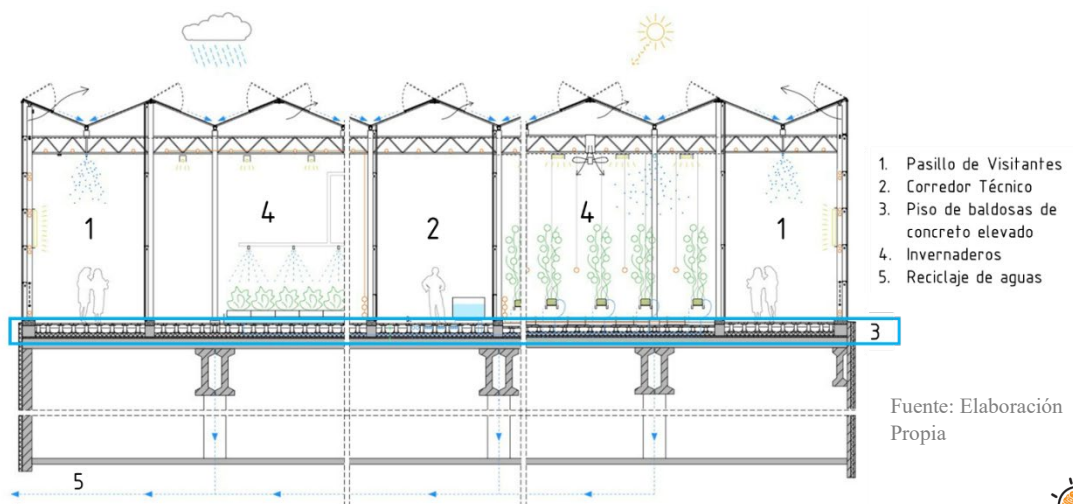 1
4
2
4
1
3
5
1. Pasillo de Visitantes
2. Corredor Técnico
3. Piso de baldosas de
concreto elevado
4. Invernaderos
5. Reciclaje de aguas
Fuente: Elaboración
Propia